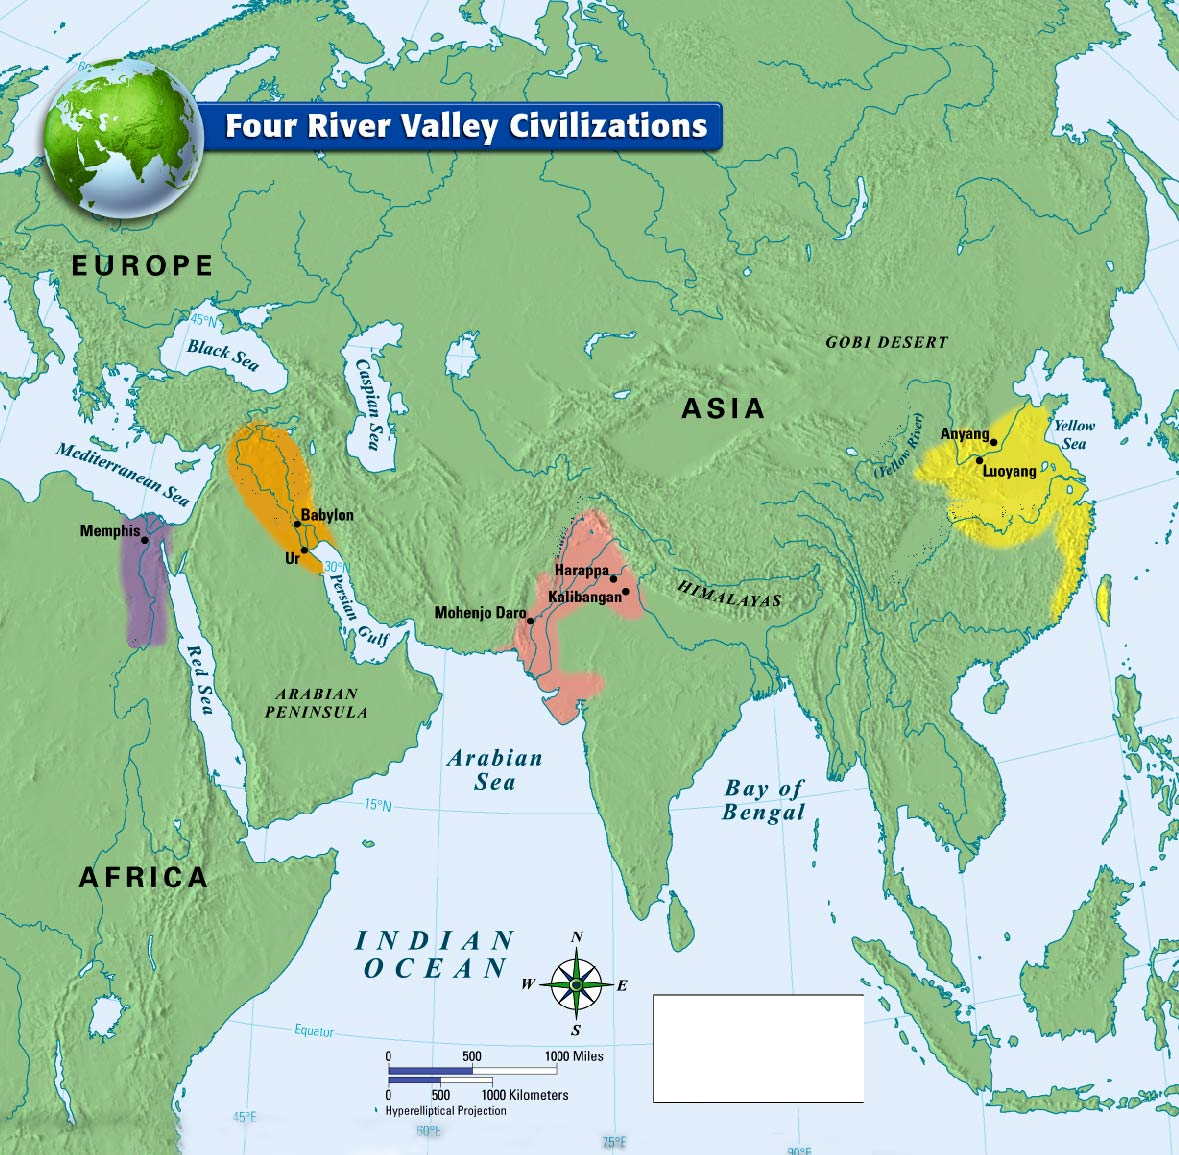 60
Four River Valley Civilizations
EUROPE
45°N
Black Sea
GOBI DESERT
Caspian Sea
ASIA
(Yellow River)
Anyang
Yellow
Sea
Luoyang
Mediterranean Sea
Memphis
Babylon
Ur
30°N
Persian Gulf
Harappa
Kalibangan
Mohenjo Daro
HIMALAYAS
Red Sea
ARABIAN
PENINSULA
Arabian
Sea
Bay of
Bengal
15°N
AFRICA
INDIAN
OCEAN
N
W
E
S
Equator
0 500 1000 Miles
0 500 1000 Kilometers
Hyperelliptical Projection
45°E
60°E
75°E
90°E